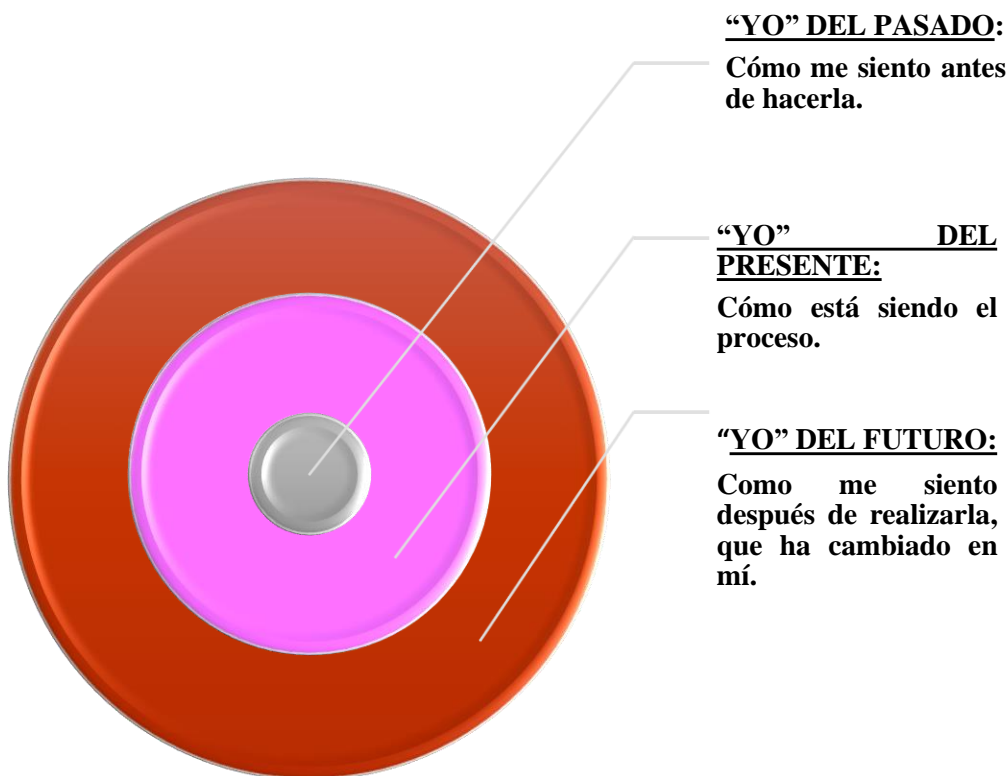 “YO” DEL PASADO:
Cómo me siento antes
de hacerla.
“YO” DEL
PRESENTE:
Cómo está siendo el
proceso.
“YO” DEL FUTURO:
Como me siento
después de realizarla,
que ha cambiado en
mí.